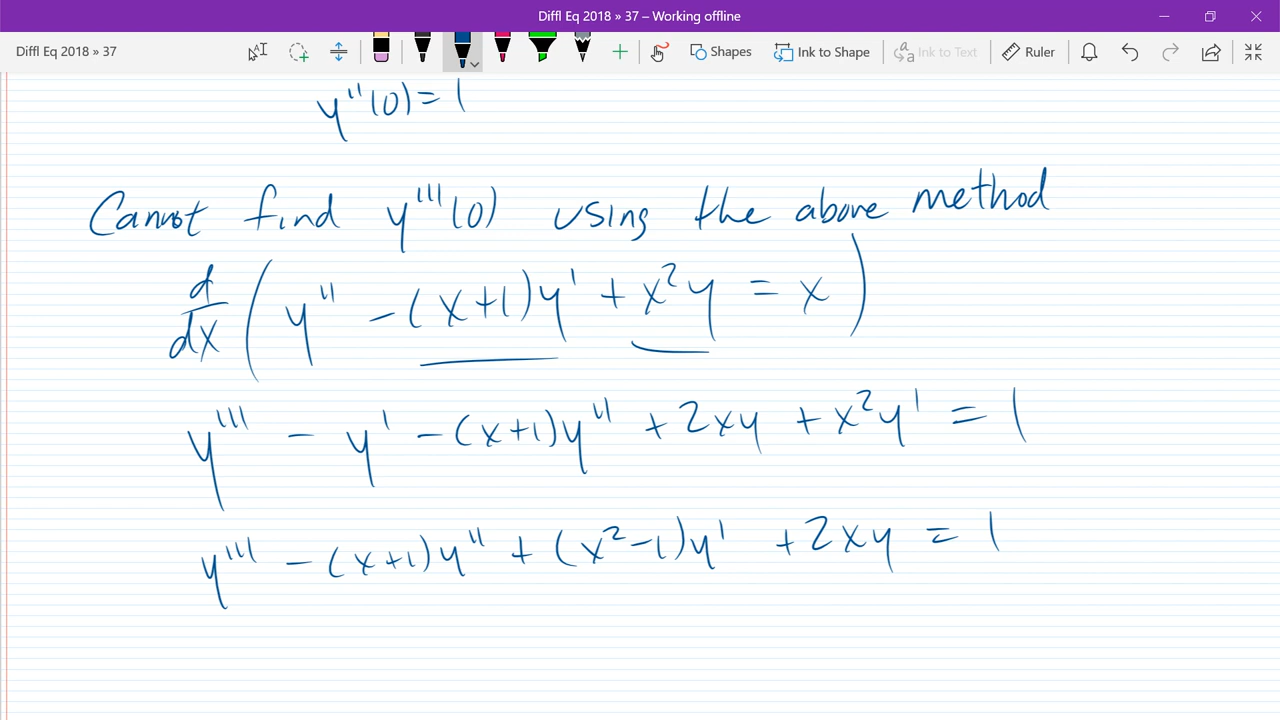 Diffl Eq 2018 » 37 – Working offline
Diffl Eq 2018 » 37 Shapes Ink to Shape Ink to Text Ruler
y''(0) = 1
Cannot find y'''(0) using the above method
d/dx ( y'' - (x+1)y' + x²y = x )
y''' - y' - (x+1)y'' + 2xy + x²y' = 1
y''' - (x+1)y'' + (x²-1)y' + 2xy = 1